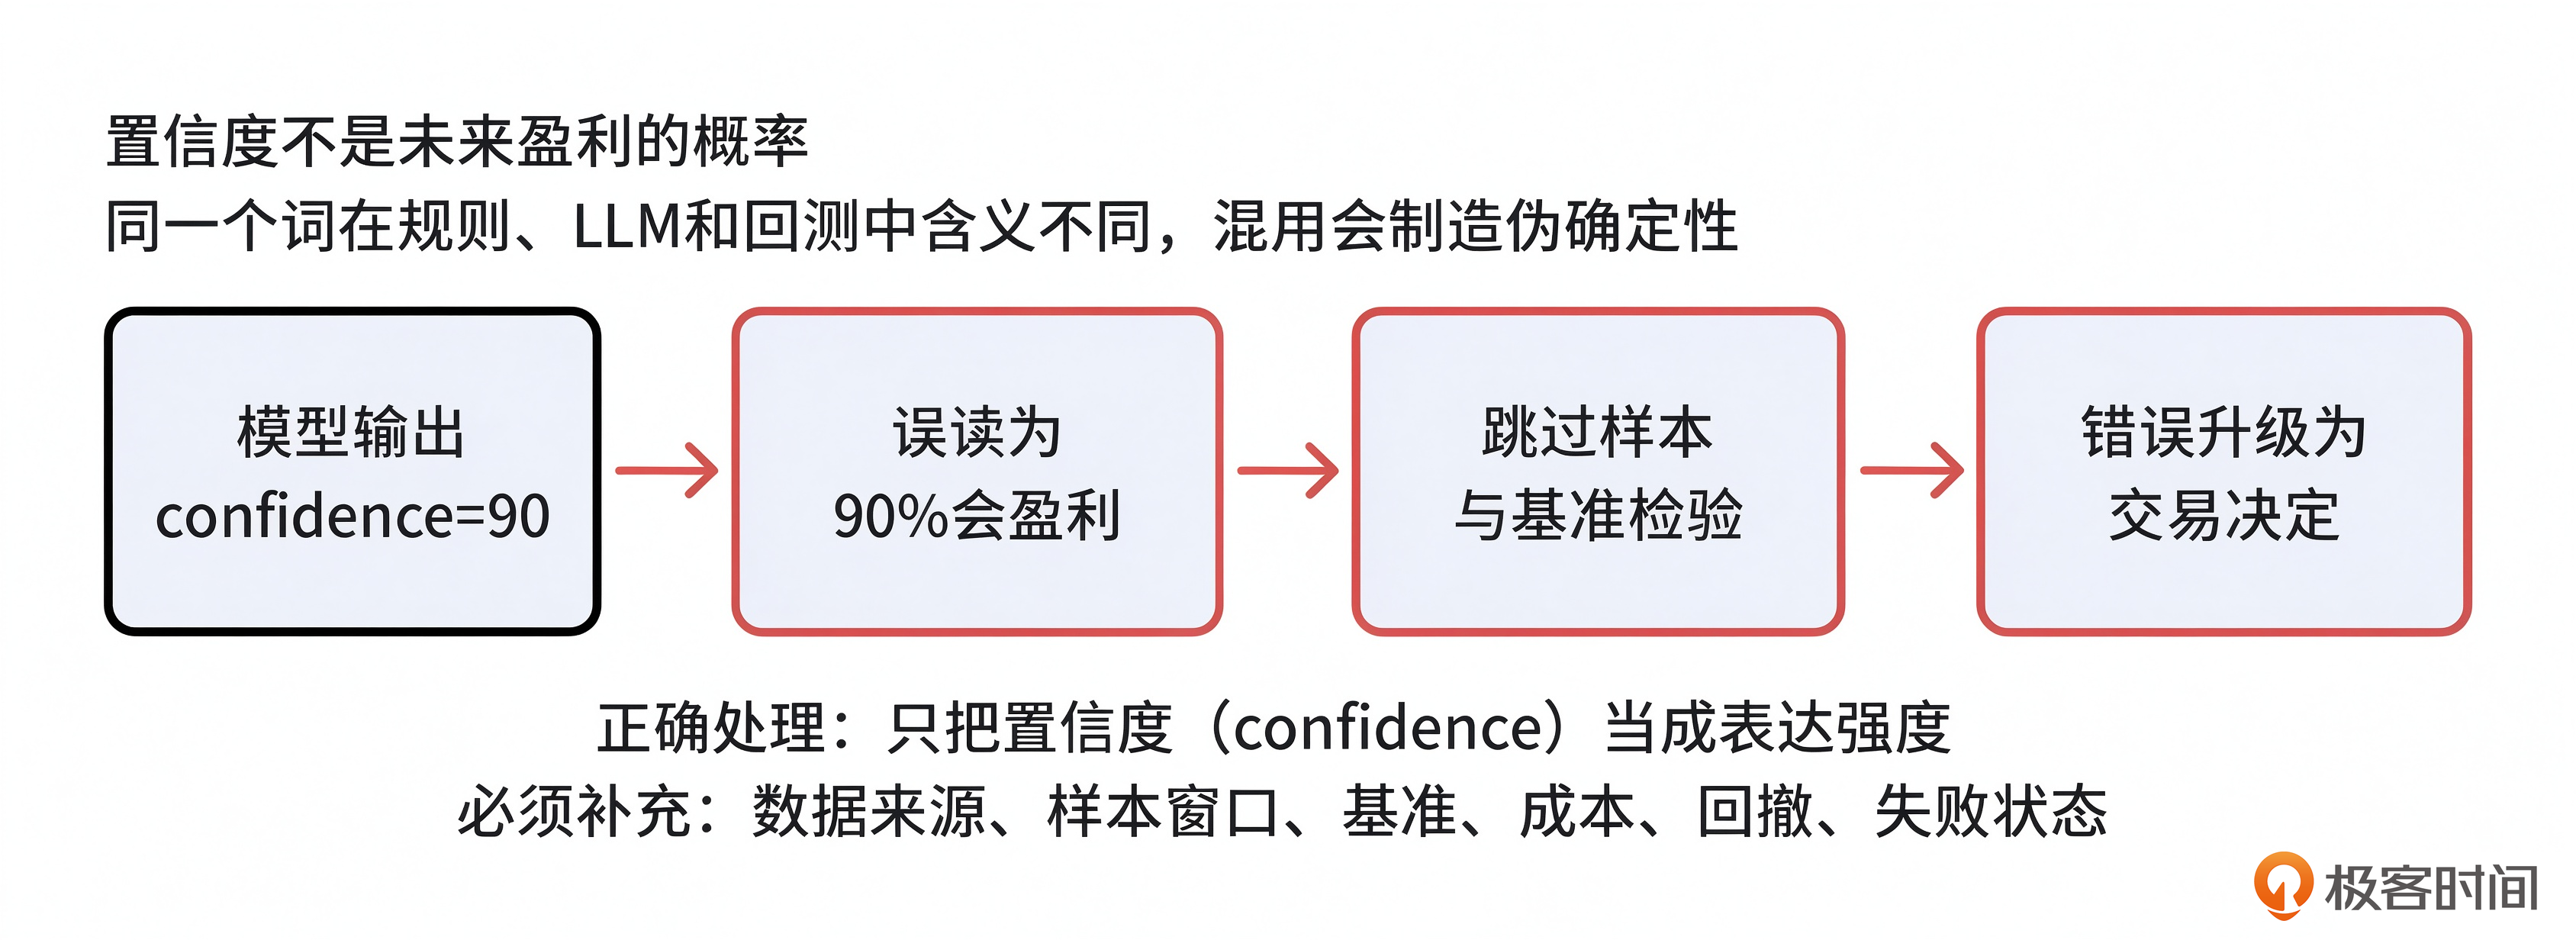 置信度不是未来盈利的概率
同一个词在规则、LLM和回测中含义不同，混用会制造伪确定性
模型输出
confidence=90
误读为
90%会盈利
跳过样本
与基准检验
错误升级为
交易决定
正确处理：只把置信度（confidence）当成表达强度
必须补充：数据来源、样本窗口、基准、成本、回撤、失败状态
极客时间